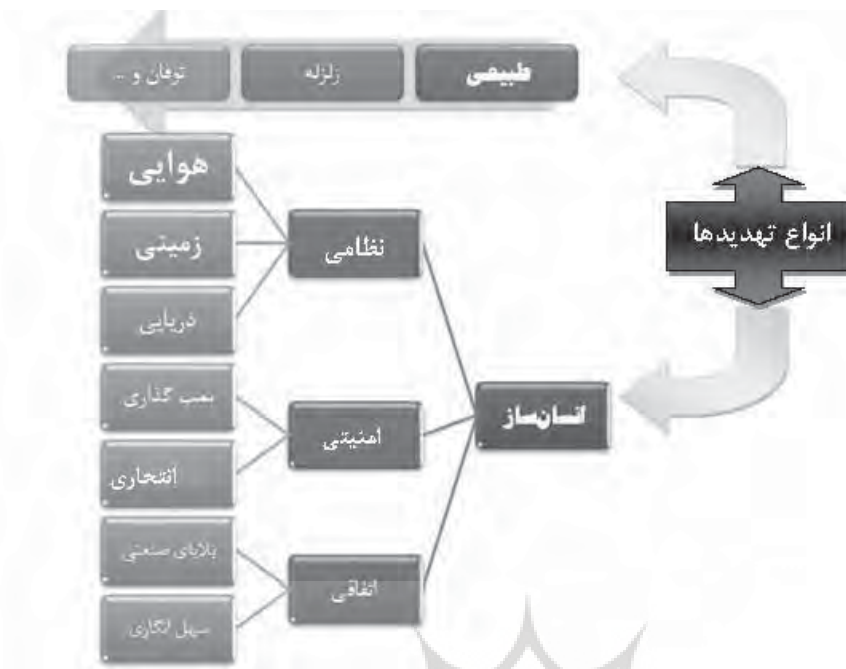 طبیعی
زلزله
توفان و ...
انواع تهدیدها
انسان‌ساز
نظامی
هوایی
زمینی
دریایی
امنیتی
بمب گذاری
انتحاری
اتفاقی
بلایای صنعتی
سهل انگاری